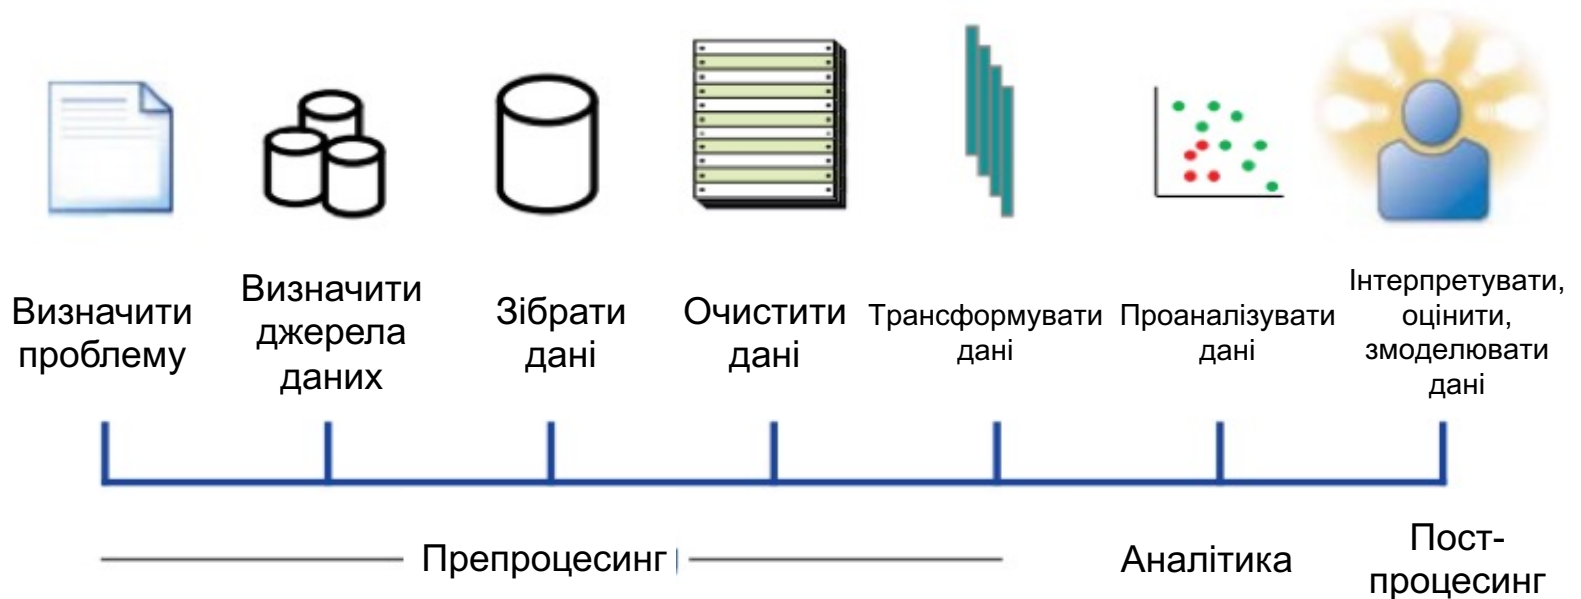 Визначити
проблему
Визначити
джерела
даних
Зібрати
дані
Очистити
дані
Трансформувати
дані
Проаналізувати
дані
Інтерпретувати,
оцінити,
змоделювати
дані
Препроцесинг
Аналітика
Пост-
процесинг